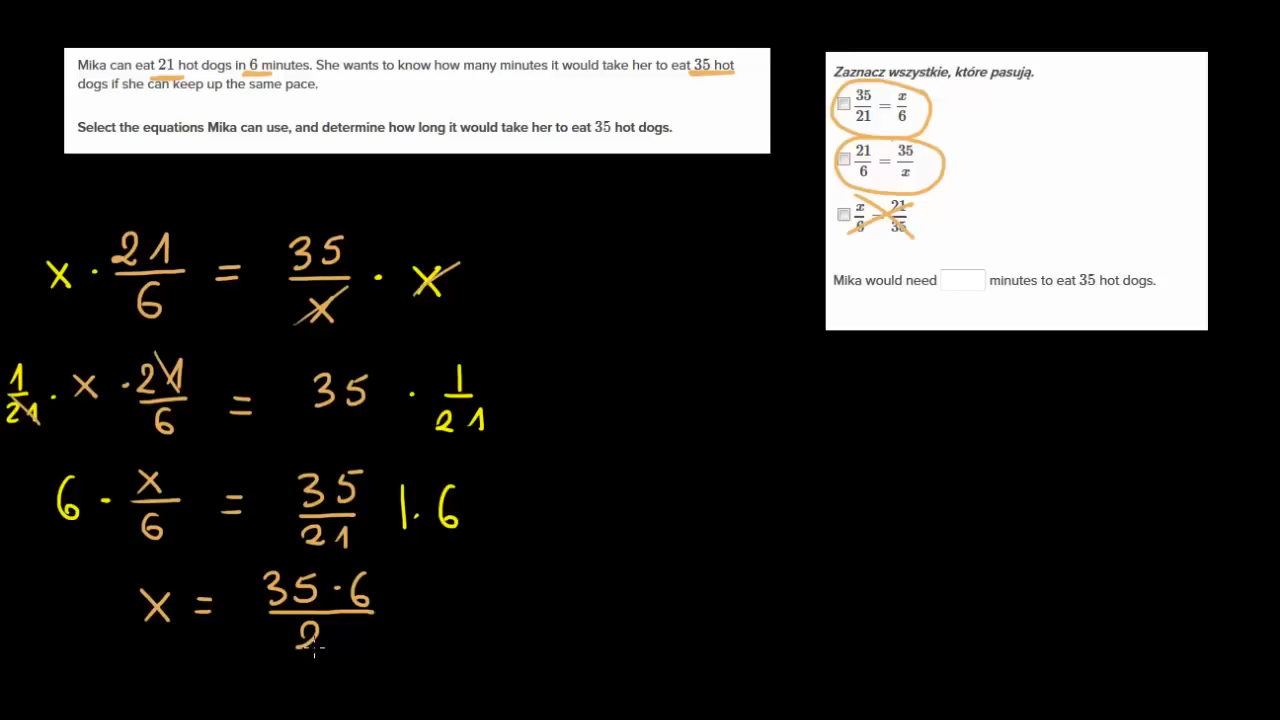 Mika can eat 21 hot dogs in 6 minutes. She wants to know how many minutes it would take her to eat 35 hot
dogs if she can keep up the same pace.
Select the equations Mika can use, and determine how long it would take her to eat 35 hot dogs.
Zaznacz wszystkie, które pasują.
35/21 = x/6
21/6 = 35/x
x/6 = 21/35
Mika would need minutes to eat 35 hot dogs.
x · 21/6 = 35/x · x
1/21 · x · 21/6 = 35 · 1/21
6 · x/6 = 35/21 | · 6
x = 35 · 6/2